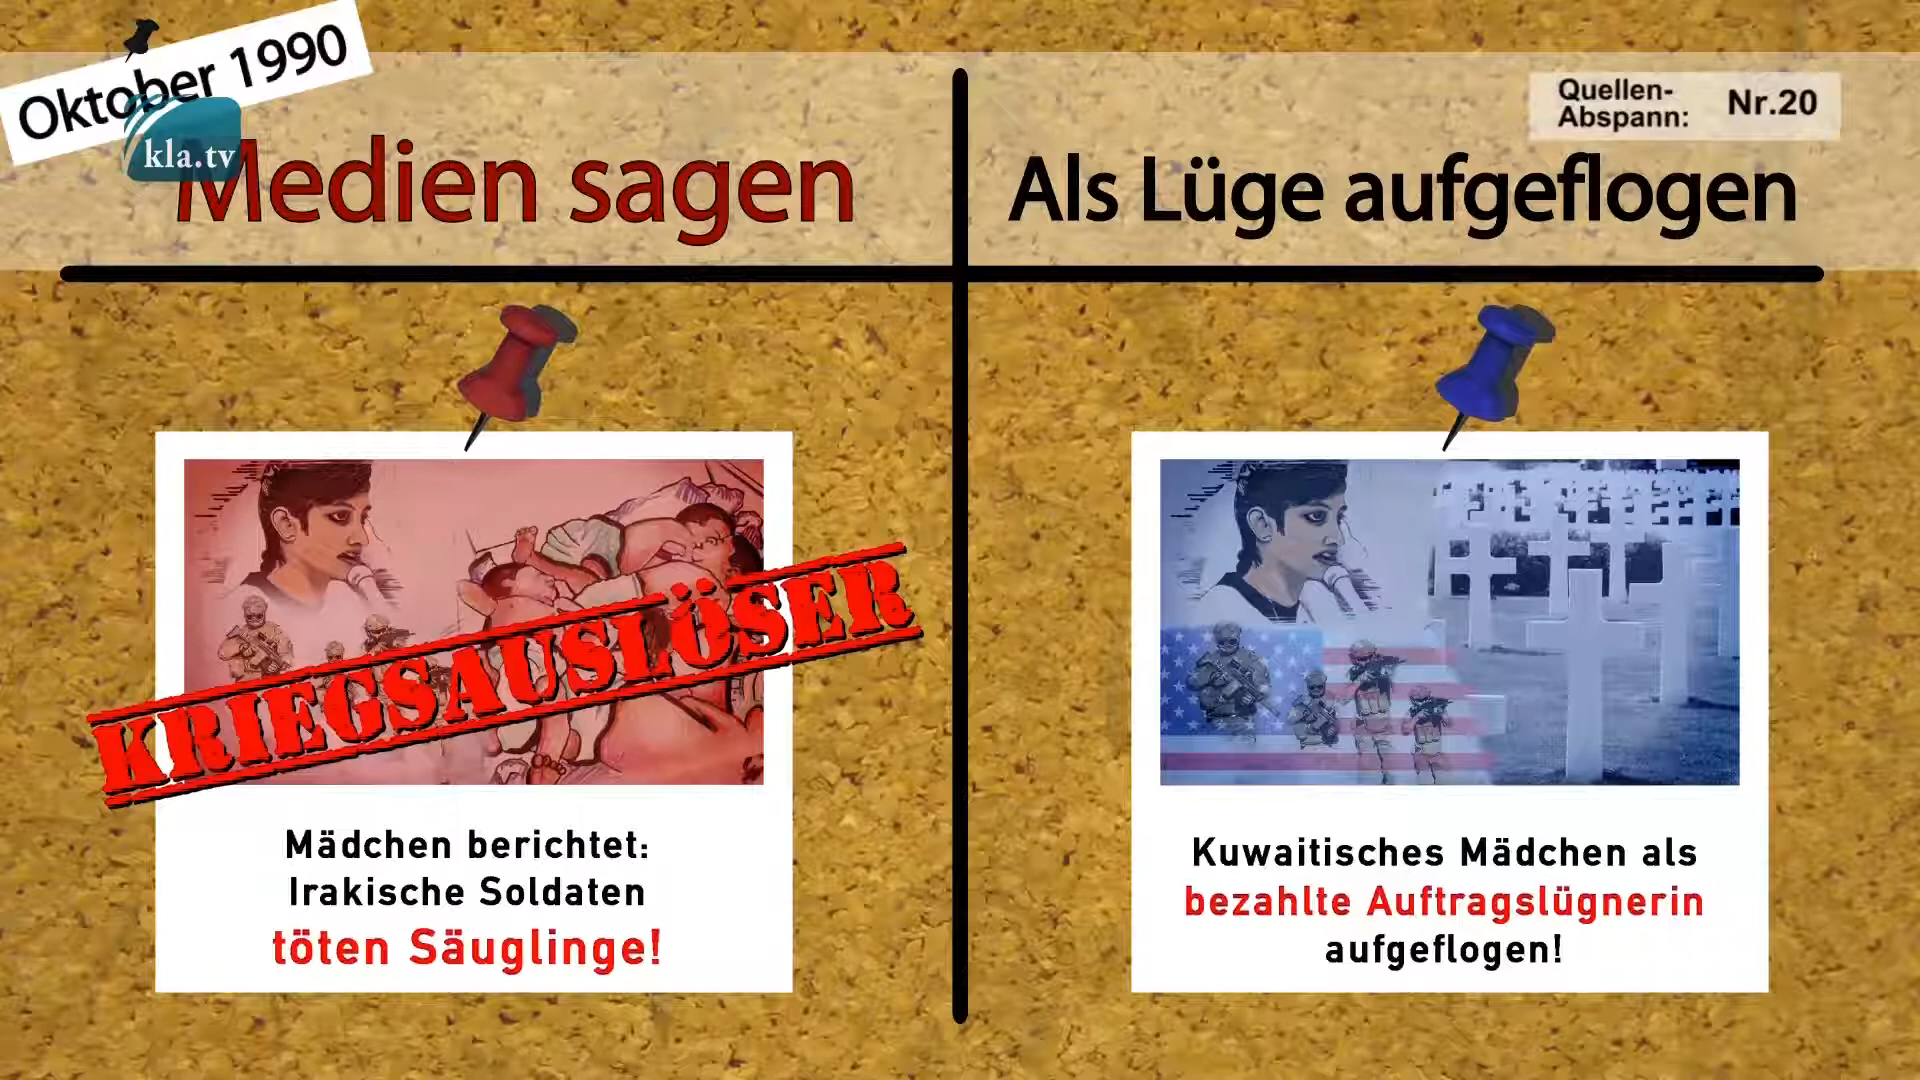 Oktober 1990
kla.tv
Medien sagen
Quellen-
Abspann: Nr.20
Als Lüge aufgeflogen
KRIEGSAUSLÖSER
Mädchen berichtet:
Irakische Soldaten
töten Säuglinge!
Kuwaitisches Mädchen als
bezahlte Auftragslügnerin
aufgeflogen!